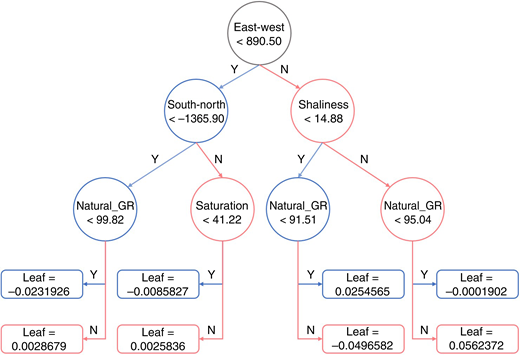 East-west
< 890.50
Y
N
South-north
< −1365.90
Shaliness
< 14.88
Y
N
Y
N
Natural_GR
< 99.82
Saturation
< 41.22
Natural_GR
< 91.51
Natural_GR
< 95.04
Leaf =
−0.0231926
Y
Leaf =
−0.0085827
Y
Y
Leaf =
0.0254565
Y
Leaf =
−0.0001902
Leaf =
0.0028679
N
Leaf =
0.0025836
N
N
Leaf =
−0.0496582
N
Leaf =
0.0562372